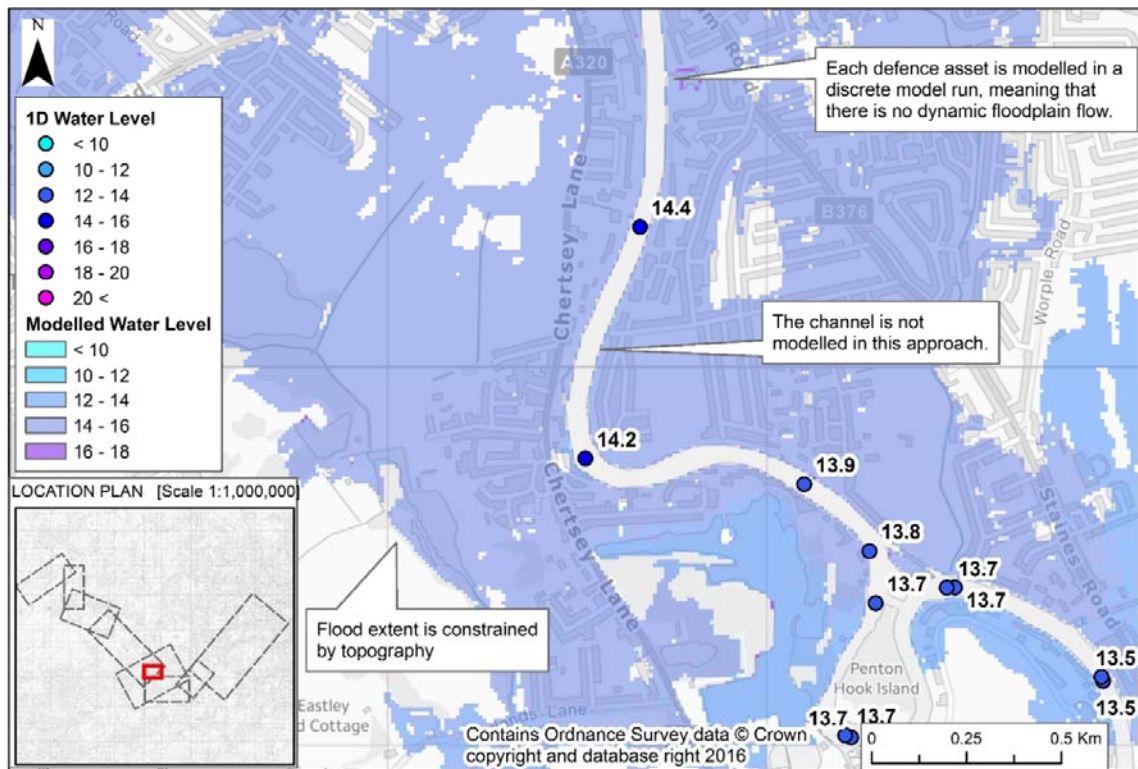 N
Road
A320
Road
Each defence asset is modelled in a
discrete model run, meaning that
there is no dynamic floodplain flow.
1D Water Level
< 10
10 - 12
12 - 14
14 - 16
16 - 18
18 - 20
20 <
Modelled Water Level
< 10
10 - 12
12 - 14
14 - 16
16 - 18
Chertsey Lane
14.4
B376
Worple Road
The channel is not
modelled in this approach.
14.2
13.9
13.8
13.7
13.7
13.7
Chertsey Lane
Staines Road
LOCATION PLAN [Scale 1:1,000,000]
Flood extent is constrained
by topography
Penton
Hook Island
13.5
13.5
Eastley
Cottage
Lane
13.7
13.7
Contains Ordnance Survey data © Crown
copyright and database right 2016
0 0.25 0.5 Km